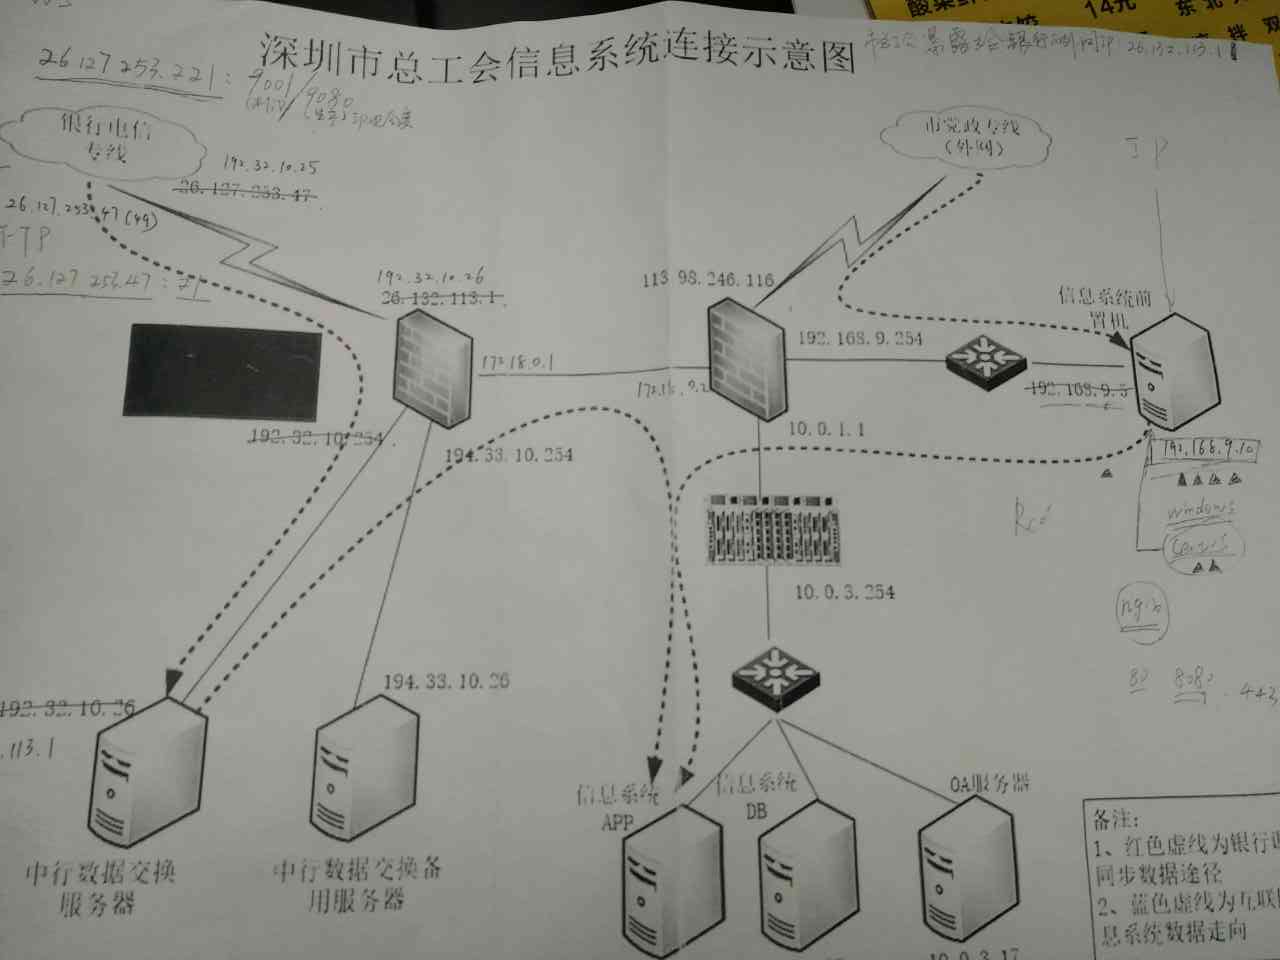 酸菜
14元
东北
拌
双
深圳市总工会信息系统连接示意图
26.132.113.1
26.127.253.221:
9001/9080
银行电信
专线
市党政专线
(外网)
IP
192.32.10.25
26.127.253.47
26.127.253.47(49)
26.127.253.47:21
192.32.10.26
26.132.113.1
113.98.246.116
信息系统前
置机
192.168.9.254
172.18.0.1
192.168.9.5
192.32.10.254
10.0.1.1
194.33.10.254
192.168.9.10
windows
10.0.3.254
80 8080 443
194.33.10.26
192.32.10.26
.113.1
信息系统
APP
信息系统
DB
OA服务器
中行数据交换
服务器
中行数据交换备
用服务器
10.0.3.17
备注:
1、红色虚线为银行
同步数据途径
2、蓝色虚线为互联
息系统数据走向